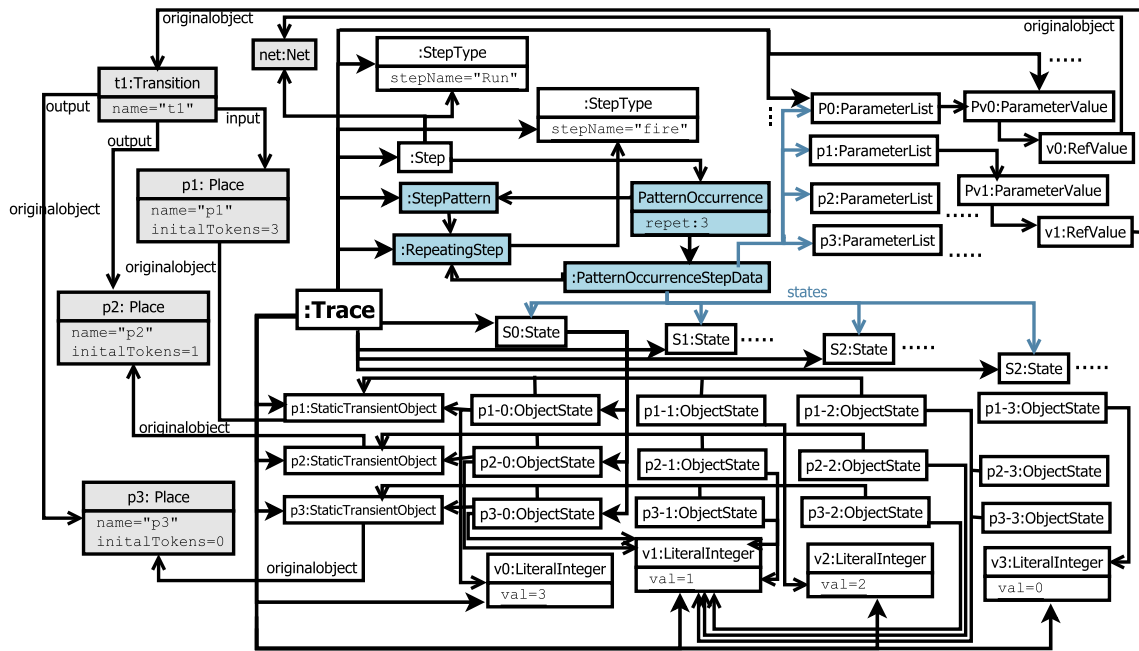 originalobject
originalobject
net:Net
:StepType
stepName="Run"
t1:Transition
name="t1"
output
input
output
:StepType
stepName="fire"
P0:ParameterList
Pv0:ParameterValue
v0:RefValue
:Step
p1:ParameterList
Pv1:ParameterValue
p1: Place
name="p1"
initalTokens=3
originalobject
:StepPattern
PatternOccurrence
repet:3
p2:ParameterList
p3:ParameterList
v1:RefValue
:RepeatingStep
originalobject
:PatternOccurrenceStepData
states
p2: Place
name="p2"
initalTokens=1
:Trace
S0:State
S1:State
S2:State
S2:State
p1:StaticTransientObject
p1-0:ObjectState
p1-1:ObjectState
p1-2:ObjectState
p1-3:ObjectState
originalobject
p2:StaticTransientObject
p2-0:ObjectState
p2-1:ObjectState
p2-2:ObjectState
p2-3:ObjectState
p3: Place
name="p3"
initalTokens=0
p3:StaticTransientObject
p3-0:ObjectState
p3-1:ObjectState
p3-2:ObjectState
p3-3:ObjectState
originalobject
v0:LiteralInteger
val=3
v1:LiteralInteger
val=1
v2:LiteralInteger
val=2
v3:LiteralInteger
val=0